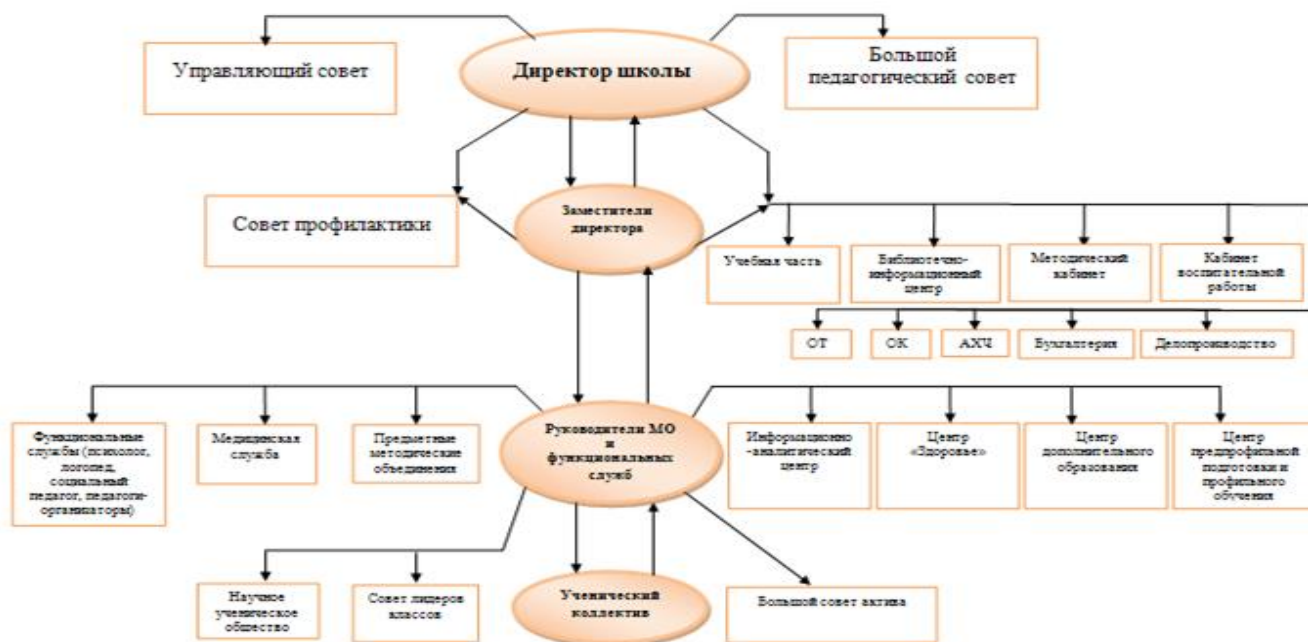 Управляющий совет
Директор школы
Большой
педагогический совет
Совет профилактики
Заместители
директора
Учебная часть
Библиотечно-
информационный
центр
Методический
кабинет
Кабинет
воспитательной
работы
ОТ
ОК
АХЧ
Бухгалтерия
Делопроизводство
Функциональные
службы (психолог,
логопед,
социальный
педагог, педагоги-
организаторы)
Медицинская
служба
Предметные
методические
объединения
Руководители МО
и
функциональных
служб
Информационно
-аналитический
центр
Центр
«Здоровье»
Центр
дополнительного
образования
Центр
предпрофильной
подготовки и
профильного
обучения
Научное
ученическое
общество
Совет лидеров
классов
Ученический
коллектив
Большой совет актива